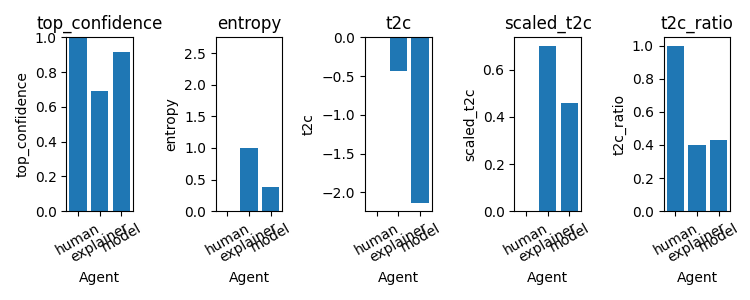 top_confidence
entropy
t2c
scaled_t2c
t2c_ratio
top_confidence
1.0
0.8
0.6
0.4
0.2
0.0
human
explainer
model
Agent
entropy
2.5
2.0
1.5
1.0
0.5
0.0
human
explainer
model
Agent
t2c
0.0
−0.5
−1.0
−1.5
−2.0
human
explainer
model
Agent
scaled_t2c
0.6
0.4
0.2
0.0
human
explainer
model
Agent
t2c_ratio
1.0
0.8
0.6
0.4
0.2
0.0
human
explainer
model
Agent